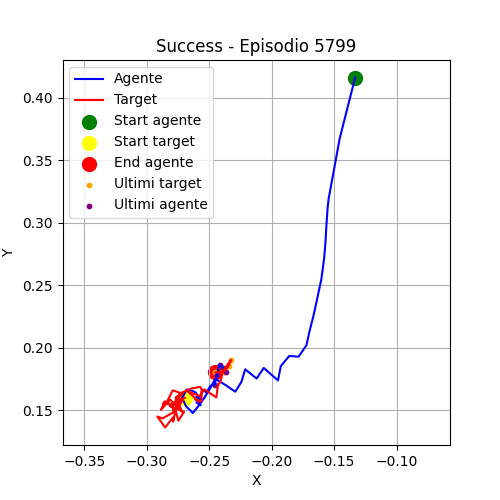 Success - Episodio 5799
Agente
Target
Start agente
Start target
End agente
Ultimi target
Ultimi agente
Y
0.40
0.35
0.30
0.25
0.20
0.15
−0.35 −0.30 −0.25 −0.20 −0.15 −0.10
X